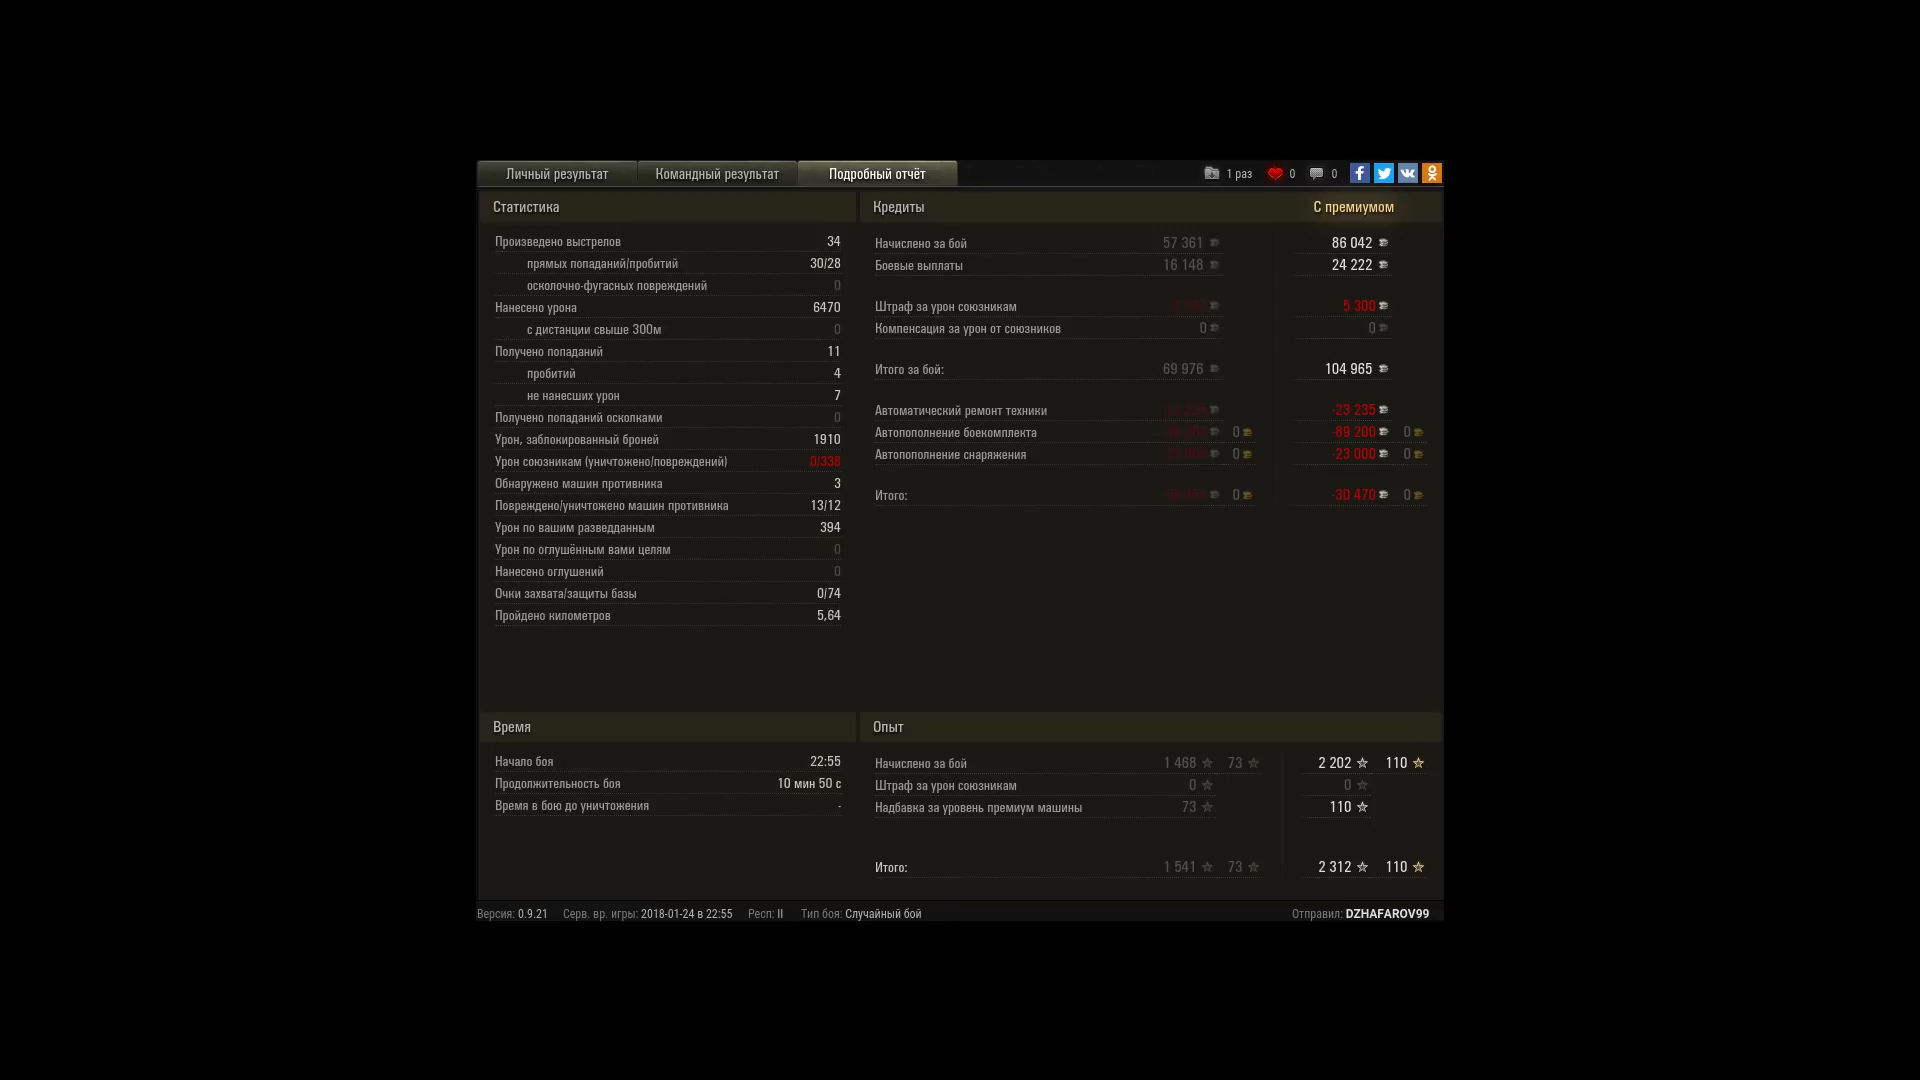 Личный результат Командный результат Подробный отчёт 1 раз 0 0
Статистика
Произведено выстрелов 34
прямых попаданий/пробитий 30/28
осколочно-фугасных повреждений 0
Нанесено урона 6470
с дистанции свыше 300м 0
Получено попаданий 11
пробитий 4
не нанесших урон 7
Получено попаданий осколками 0
Урон, заблокированный броней 1910
Урон союзникам (уничтожено/повреждений) 0/338
Обнаружено машин противника 3
Повреждено/уничтожено машин противника 13/12
Урон по вашим разведданным 394
Урон по оглушённым вами целям 0
Нанесено оглушений 0
Очки захвата/защиты базы 0/74
Пройдено километров 5,64
Кредиты С премиумом
Начислено за бой 57 361 86 042
Боевые выплаты 16 148 24 222
Штраф за урон союзникам 5 300
Компенсация за урон от союзников 0 0
Итого за бой: 69 976 104 965
Автоматический ремонт техники -23 235
Автопополнение боекомплекта 0 -89 200 0
Автопополнение снаряжения 0 -23 000 0
Итого: 0 -30 470 0
Время
Начало боя 22:55
Продолжительность боя 10 мин 50 с
Время в бою до уничтожения -
Опыт
Начислено за бой 1 468 73 2 202 110
Штраф за урон союзникам 0 0
Надбавка за уровень премиум машины 73 110
Итого: 1 541 73 2 312 110
Версия: 0.9.21 Серв. вр. игры: 2018-01-24 в 22:55 Респ: II Тип боя: Случайный бой Отправил: DZHAFAROV99